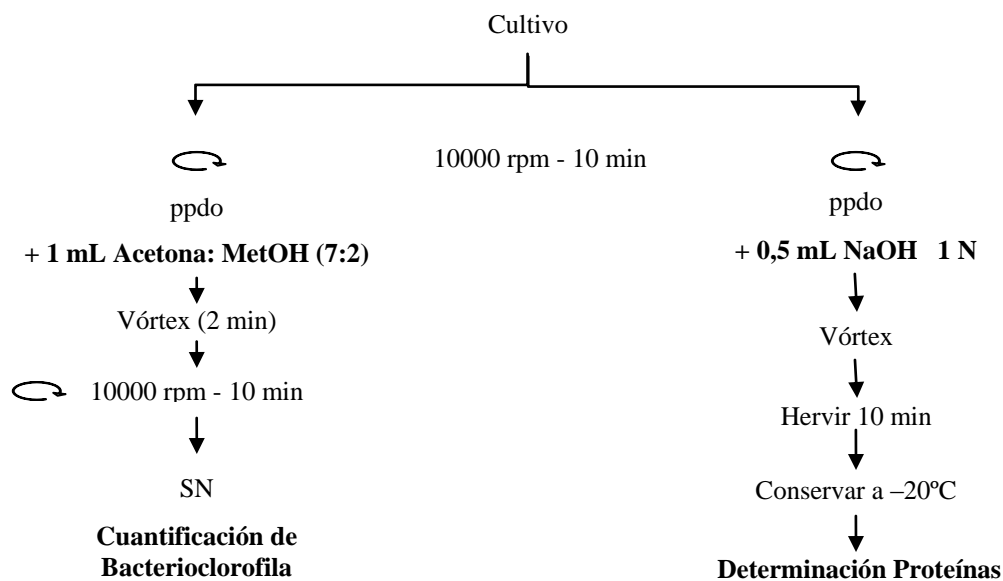 Cultivo
10000 rpm - 10 min
ppdo
+ 1 mL Acetona: MetOH (7:2)
Vórtex (2 min)
10000 rpm - 10 min
SN
Cuantificación de
Bacterioclorofila
ppdo
+ 0,5 mL NaOH 1 N
Vórtex
Hervir 10 min
Conservar a –20ºC
Determinación Proteínas